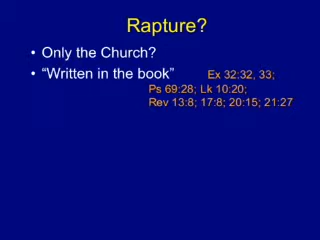 Rapture?
• Only the Church?
• “Written in the book” Ex 32:32, 33;
Ps 69:28; Lk 10:20;
Rev 13:8; 17:8; 20:15; 21:27